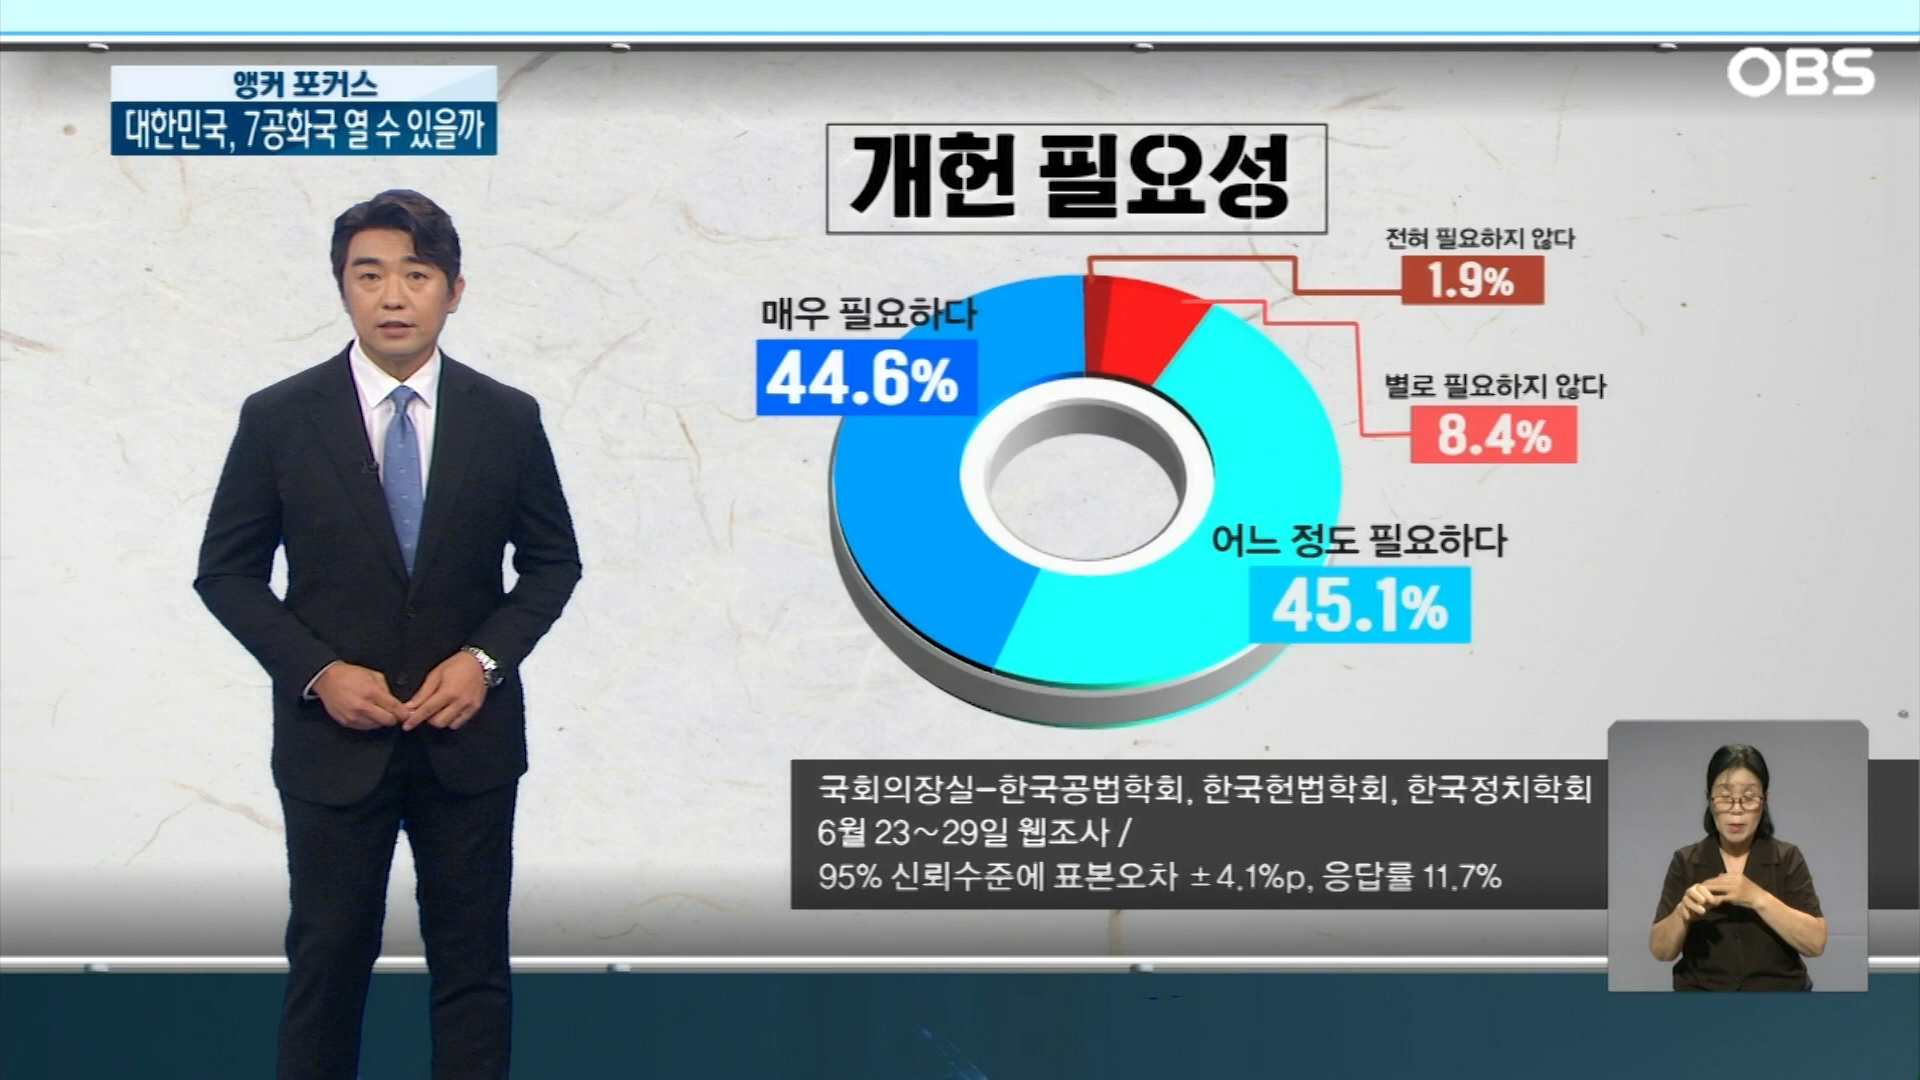 앵커 포커스
대한민국, 7공화국 열 수 있을까
OBS
개헌 필요성
전혀 필요하지 않다
1.9%
매우 필요하다
44.6%
별로 필요하지 않다
8.4%
어느 정도 필요하다
45.1%
국회의장실-한국공법학회, 한국헌법학회, 한국정치학회
6월 23~29일 웹조사 /
95% 신뢰수준에 표본오차 ±4.1%p, 응답률 11.7%